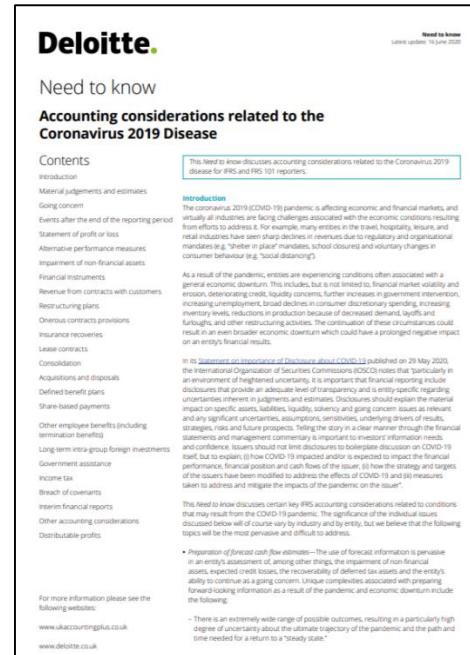 Deloitte.
Need to know
Latest update: 16 June 2020
Need to know
Accounting considerations related to the
Coronavirus 2019 Disease
Contents
Introduction
Material judgements and estimates
Going concern
Events after the end of the reporting period
Statement of profit or loss
Alternative performance measures
Impairment of non-financial assets
Financial Instruments
Revenue from contracts with customers
Restructuring plans
Onerous contracts provisions
Insurance recoveries
Lease contracts
Consolidation
Acquisitions and disposals
Defined benefit plans
Share-based payments
Other employee benefits (including
termination benefits)
Long-term intra-group foreign investments
Government assistance
Income tax
Breach of covenants
Interim financial reports
Other accounting considerations
Distributable profits
For more information please see the
following websites:
www.ukaccountingplus.co.uk
www.deloitte.co.uk
This Need to know discusses accounting considerations related to the Coronavirus 2019
disease for IFRS and FRS 101 reporters.
Introduction
The coronavirus 2019 (COVID-19) pandemic is affecting economic and financial markets, and
virtually all industries are facing challenges associated with the economic conditions resulting
from efforts to address it. For example, many entities in the travel, hospitality, leisure, and
retail industries have seen sharp declines in revenues due to regulatory and organisational
mandates (e.g. "shelter in place" mandates, school closures) and voluntary changes in
consumer behaviour (e.g. "social distancing").
As a result of the pandemic, entities are experiencing conditions often associated with a
general economic downturn. This includes, but is not limited to, financial market volatility and
erosion, deteriorating credit, liquidity concerns, further increases in government intervention,
increasing unemployment, broad declines in consumer discretionary spending, increasing
inventory levels, reductions in production because of decreased demand, layoffs and
furloughs, and other restructuring activities. The continuation of these circumstances could
result in an even broader economic downturn which could have a prolonged negative impact
on an entity's financial results.
In its Statement on Importance of Disclosure about COVID-19 published on 29 May 2020,
the International Organization of Securities Commissions (IOSCO) notes that "particularly in
an environment of heightened uncertainty, it is important that financial reporting include
disclosures that provide an adequate level of transparency and is entity-specific regarding
uncertainties inherent in judgments and estimates. Disclosures should explain the material
impact on specific assets, liabilities, liquidity, solvency and going concern issues as relevant
and any significant uncertainties, assumptions, sensitivities, underlying drivers of results,
strategies, risks and future prospects. Telling the story in a clear manner through the financial
statements and management commentary is important to investors' information needs
and confidence. Issuers should not limit disclosures to boilerplate discussion on COVID-19
itself, but to explain; (i) how COVID-19 impacted and/or is expected to impact the financial
performance, financial position and cash flows of the issuer, (ii) how the strategy and targets
of the issuers have been modified to address the effects of COVID-19 and (iii) measures
taken to address and mitigate the impacts of the pandemic on the issuer".
This Need to know discusses certain key IFRS accounting considerations related to conditions
that may result from the COVID-19 pandemic. The significance of the individual issues
discussed below will of course vary by industry and by entity, but we believe that the following
topics will be the most pervasive and difficult to address.
• Preparation of forecast cash flow estimates—The use of forecast information is pervasive
in an entity's assessment of, among other things, the impairment of non-financial
assets, expected credit losses, the recoverability of deferred tax assets and the entity's
ability to continue as a going concern. Unique complexities associated with preparing
forward-looking information as a result of the pandemic and economic downturn include
the following:
– There is an extremely wide range of possible outcomes, resulting in a particularly high
degree of uncertainty about the ultimate trajectory of the pandemic and the path and
time needed for a return to a "steady state."